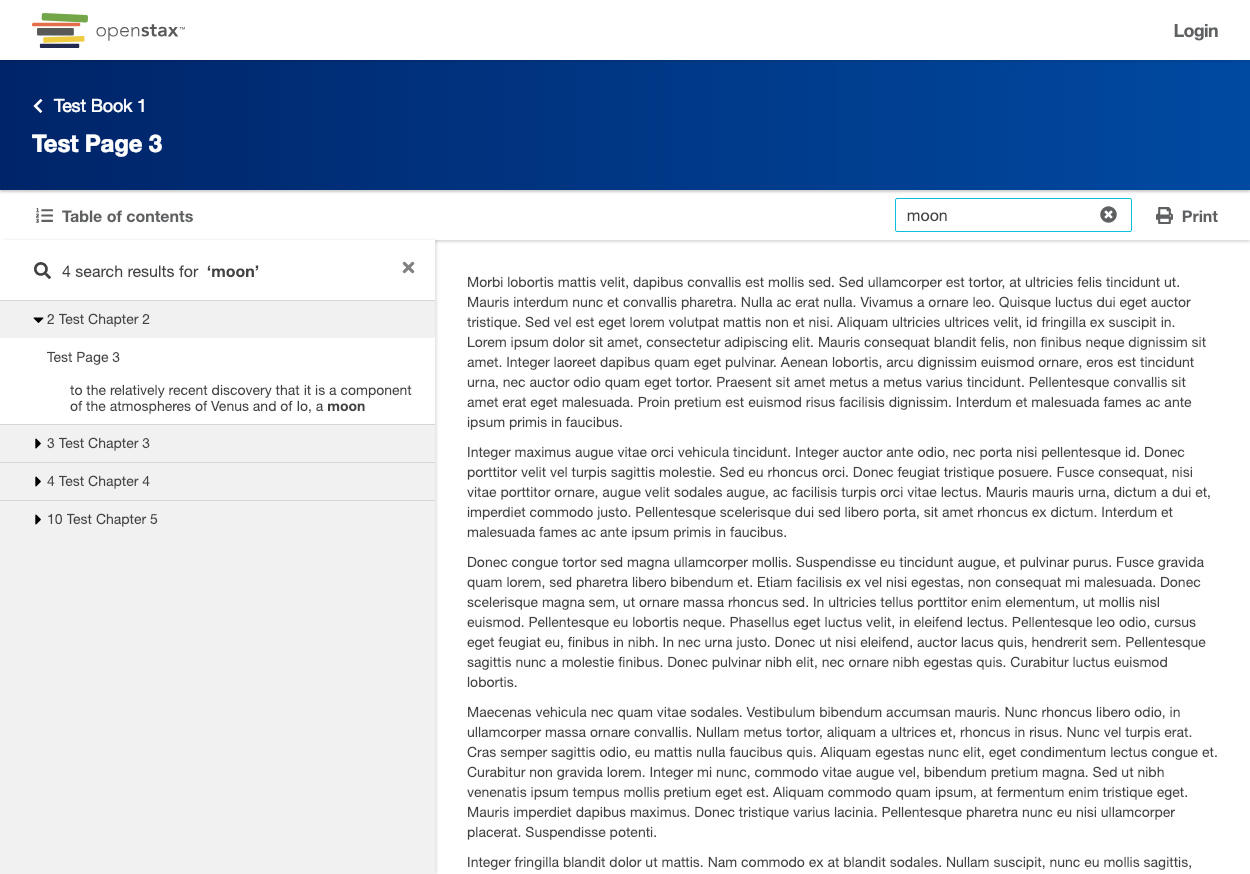 openstax™
Login
Test Book 1
Test Page 3
Table of contents
moon
Print
4 search results for ‘moon’
2 Test Chapter 2
Test Page 3
to the relatively recent discovery that it is a component
of the atmospheres of Venus and of Io, a moon
3 Test Chapter 3
4 Test Chapter 4
10 Test Chapter 5
Morbi lobortis mattis velit, dapibus convallis est mollis sed. Sed ullamcorper est tortor, at ultricies felis tincidunt ut.
Mauris interdum nunc et convallis pharetra. Nulla ac erat nulla. Vivamus a ornare leo. Quisque luctus dui eget auctor
tristique. Sed vel est eget lorem volutpat mattis non et nisi. Aliquam ultricies ultrices velit, id fringilla ex suscipit in.
Lorem ipsum dolor sit amet, consectetur adipiscing elit. Mauris consequat blandit felis, non finibus neque dignissim sit
amet. Integer laoreet dapibus quam eget pulvinar. Aenean lobortis, arcu dignissim euismod ornare, eros est tincidunt
urna, nec auctor odio quam eget tortor. Praesent sit amet metus a metus varius tincidunt. Pellentesque convallis sit
amet erat eget malesuada. Proin pretium est euismod risus facilisis dignissim. Interdum et malesuada fames ac ante
ipsum primis in faucibus.
Integer maximus augue vitae orci vehicula tincidunt. Integer auctor ante odio, nec porta nisi pellentesque id. Donec
porttitor velit vel turpis sagittis molestie. Sed eu rhoncus orci. Donec feugiat tristique posuere. Fusce consequat, nisi
vitae porttitor ornare, augue velit sodales augue, ac facilisis turpis orci vitae lectus. Mauris mauris urna, dictum a dui et,
imperdiet commodo justo. Pellentesque scelerisque dui sed libero porta, sit amet rhoncus ex dictum. Interdum et
malesuada fames ac ante ipsum primis in faucibus.
Donec congue tortor sed magna ullamcorper mollis. Suspendisse eu tincidunt augue, et pulvinar purus. Fusce gravida
quam lorem, sed pharetra libero bibendum et. Etiam facilisis ex vel nisi egestas, non consequat mi malesuada. Donec
scelerisque magna sem, ut ornare massa rhoncus sed. In ultricies tellus porttitor enim elementum, ut mollis nisl
euismod. Pellentesque eu lobortis neque. Phasellus eget luctus velit, in eleifend lectus. Pellentesque leo odio, cursus
eget feugiat eu, finibus in nibh. In nec urna justo. Donec ut nisi eleifend, auctor lacus quis, hendrerit sem. Pellentesque
sagittis nunc a molestie finibus. Donec pulvinar nibh elit, nec ornare nibh egestas quis. Curabitur luctus euismod
lobortis.
Maecenas vehicula nec quam vitae sodales. Vestibulum bibendum accumsan mauris. Nunc rhoncus libero odio, in
ullamcorper massa ornare convallis. Nullam metus tortor, aliquam a ultrices et, rhoncus in risus. Nunc vel turpis erat.
Cras semper sagittis odio, eu mattis nulla faucibus quis. Aliquam egestas nunc elit, eget condimentum lectus congue et.
Curabitur non gravida lorem. Integer mi nunc, commodo vitae augue vel, bibendum pretium magna. Sed ut nibh
venenatis ipsum tempus mollis pretium eget est. Aliquam commodo quam ipsum, at fermentum enim tristique eget.
Mauris imperdiet dapibus maximus. Donec tristique varius lacinia. Pellentesque pharetra nunc eu nisi ullamcorper
placerat. Suspendisse potenti.
Integer fringilla blandit dolor ut mattis. Nam commodo ex at blandit sodales. Nullam suscipit, nunc eu mollis sagittis,